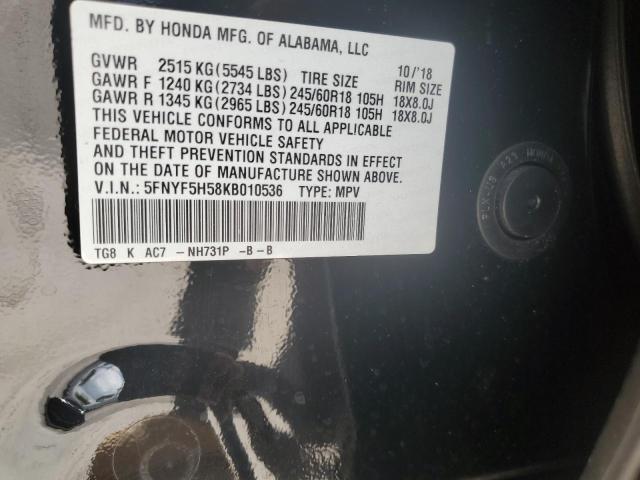 MFD. BY HONDA MFG. OF ALABAMA, LLC
10/'18
GVWR 2515 KG (5545 LBS) TIRE SIZE RIM SIZE
GAWR F 1240 KG (2734 LBS) 245/60R18 105H 18X8.0J
GAWR R 1345 KG (2965 LBS) 245/60R18 105H 18X8.0J
THIS VEHICLE CONFORMS TO ALL APPLICABLE
FEDERAL MOTOR VEHICLE SAFETY
AND THEFT PREVENTION STANDARDS IN EFFECT
ON THE DATE OF MANUFACTURE SHOWN ABOVE.
V.I.N.: 5FNYF5H58KB010536 TYPE: MPV
TG8 K AC7 -NH731P -B-B
HONDA